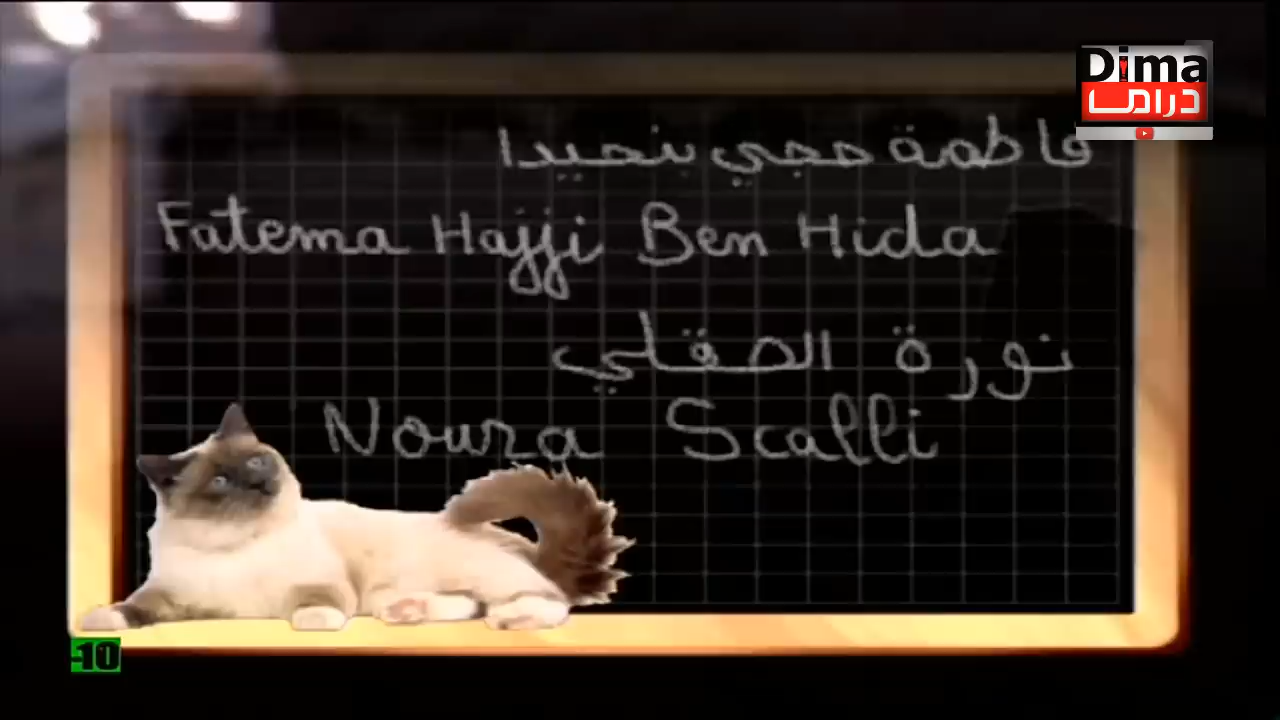 Dima
دراما
فاطمة حجي بنحيدا
Fatema Hajji Ben Hida
نورة الصقلي
Noura Scalli
-10